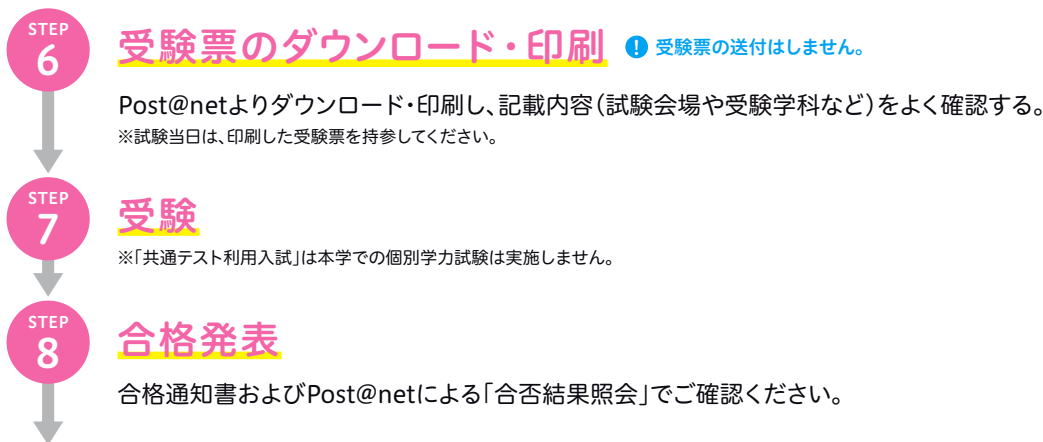 STEP
6
受験票のダウンロード・印刷 ! 受験票の送付はしません。
Post@netよりダウンロード・印刷し、記載内容(試験会場や受験学科など)をよく確認する。
※試験当日は、印刷した受験票を持参してください。
STEP
7
受験
※「共通テスト利用入試」は本学での個別学力試験は実施しません。
STEP
8
合格発表
合格通知書およびPost@netによる「合否結果照会」でご確認ください。